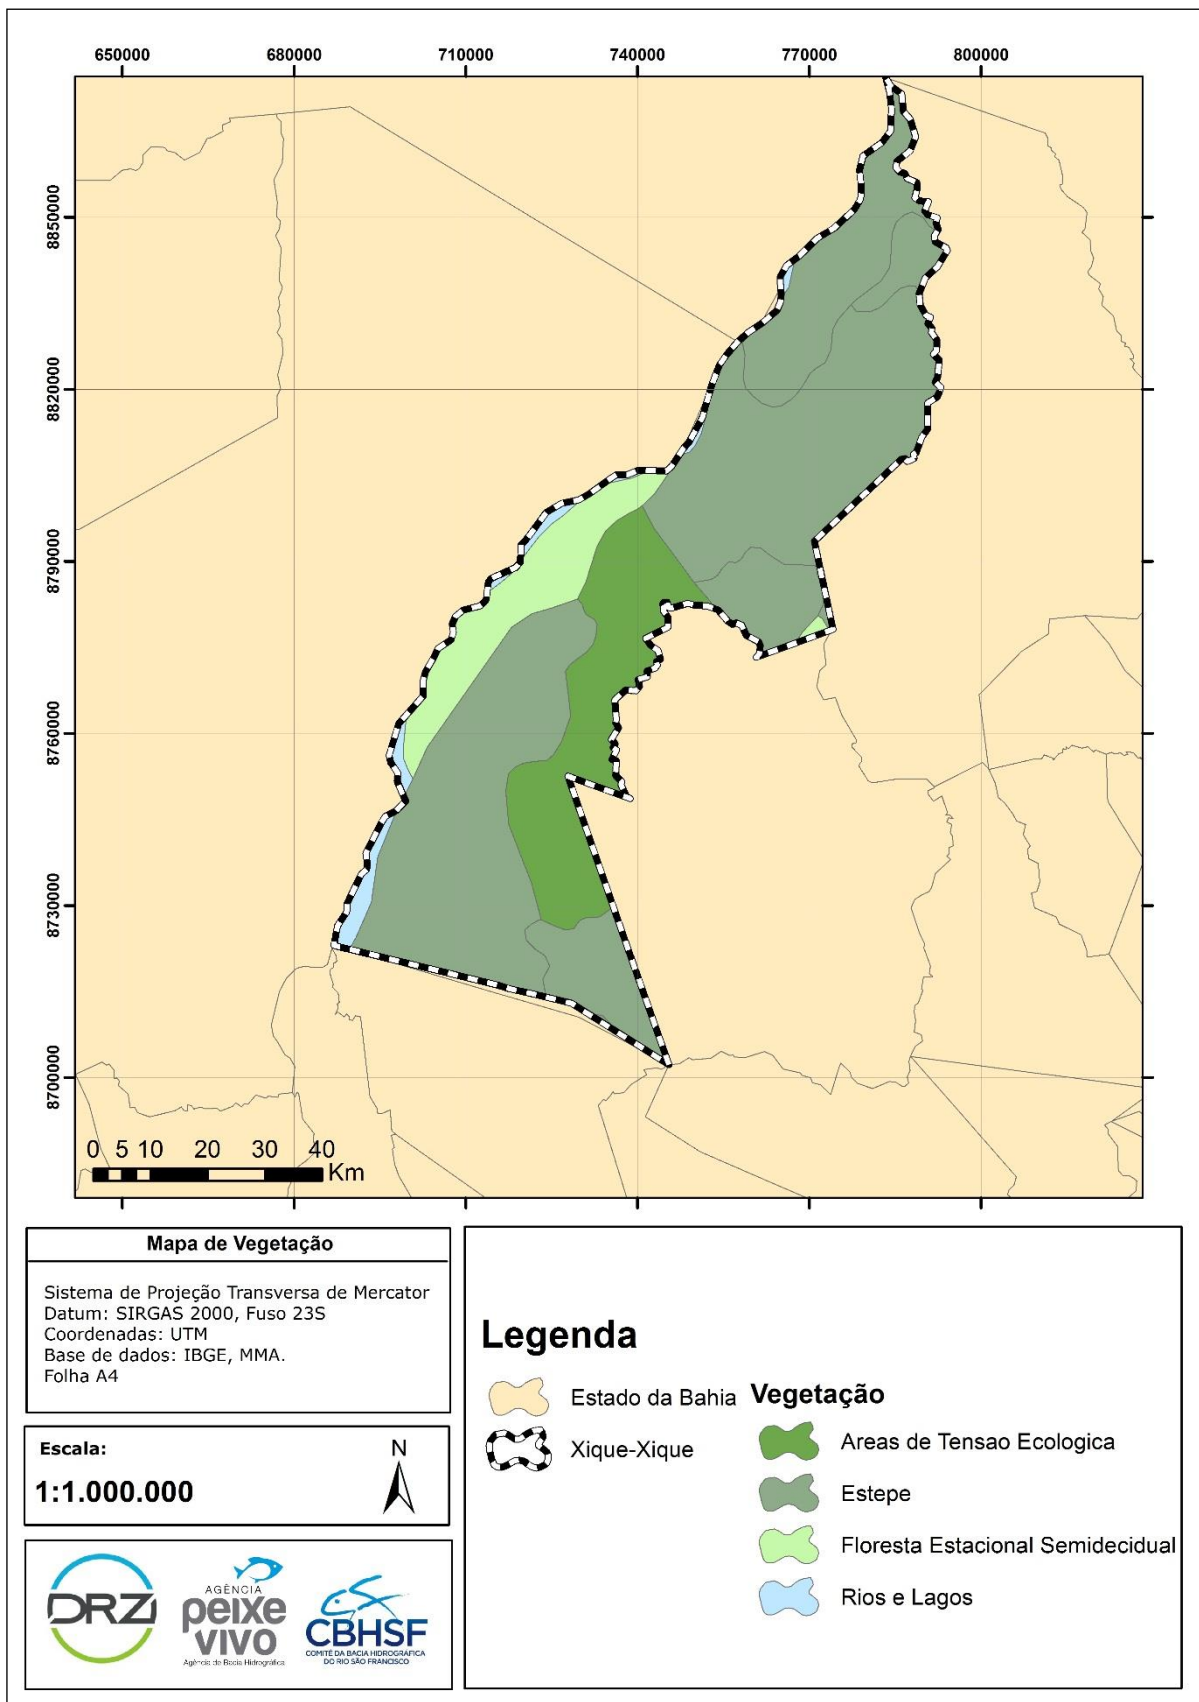 650000 680000 710000 740000 770000 800000
8850000
8820000
8790000
8760000
8730000
8700000
0 5 10 20 30 40
Km
Mapa de Vegetação
Sistema de Projeção Transversa de Mercator
Datum: SIRGAS 2000, Fuso 23S
Coordenadas: UTM
Base de dados: IBGE, MMA.
Folha A4
Escala:
1:1.000.000
N
DRZ
AGÊNCIA
peixe
vivo
Agência de Bacia Hidrográfica
CBHSF
COMITÊ DA BACIA HIDROGRÁFICA
DO RIO SÃO FRANCISCO
Legenda
Estado da Bahia
Xique-Xique
Vegetação
Areas de Tensao Ecologica
Estepe
Floresta Estacional Semidecidual
Rios e Lagos